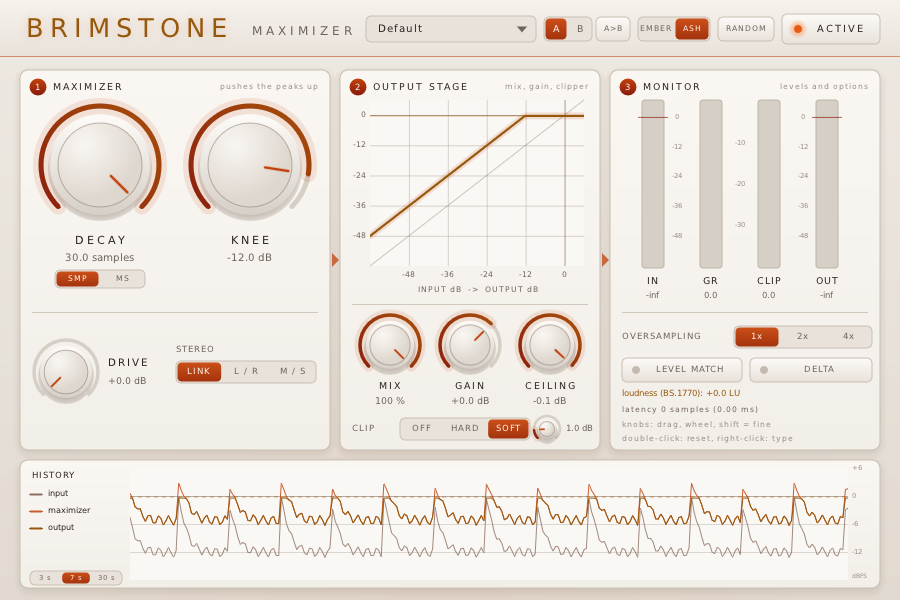 BRIMSTONE MAXIMIZER Default A B A>B EMBER ASH RANDOM ACTIVE
1 MAXIMIZER pushes the peaks up
DECAY KNEE
30.0 samples -12.0 dB
SMP MS
DRIVE
+0.0 dB
STEREO
LINK L / R M / S
2 OUTPUT STAGE mix, gain, clipper
0
-12
-24
-36
-48
-48 -36 -24 -12 0
INPUT dB -> OUTPUT dB
MIX GAIN CEILING
100 % +0.0 dB -0.1 dB
CLIP OFF HARD SOFT 1.0 dB
3 MONITOR levels and options
0 0
-10
-12 -12
-20
-24 -24
-30
-36 -36
-48 -48
IN GR CLIP OUT
-inf 0.0 0.0 -inf
OVERSAMPLING 1x 2x 4x
LEVEL MATCH DELTA
loudness (BS.1770): +0.0 LU
latency 0 samples (0.00 ms)
knobs: drag, wheel, shift = fine
double-click: reset, right-click: type
HISTORY
input
maximizer
output
3 s 7 s 30 s
+6
0
-6
-12
dBFS